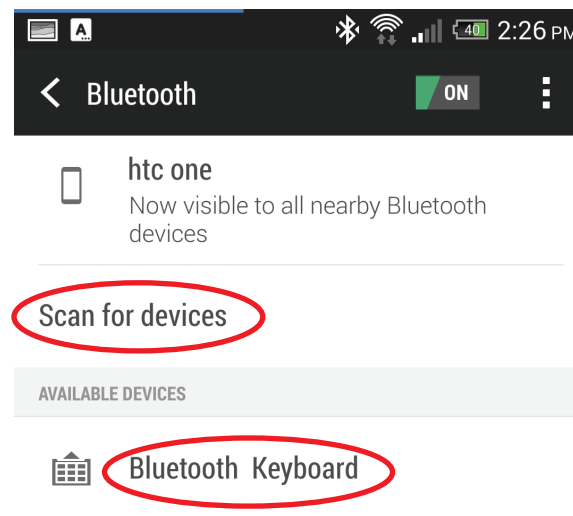 A...
40 2:26 PM
Bluetooth ON
htc one
Now visible to all nearby Bluetooth
devices
Scan for devices
AVAILABLE DEVICES
Bluetooth Keyboard